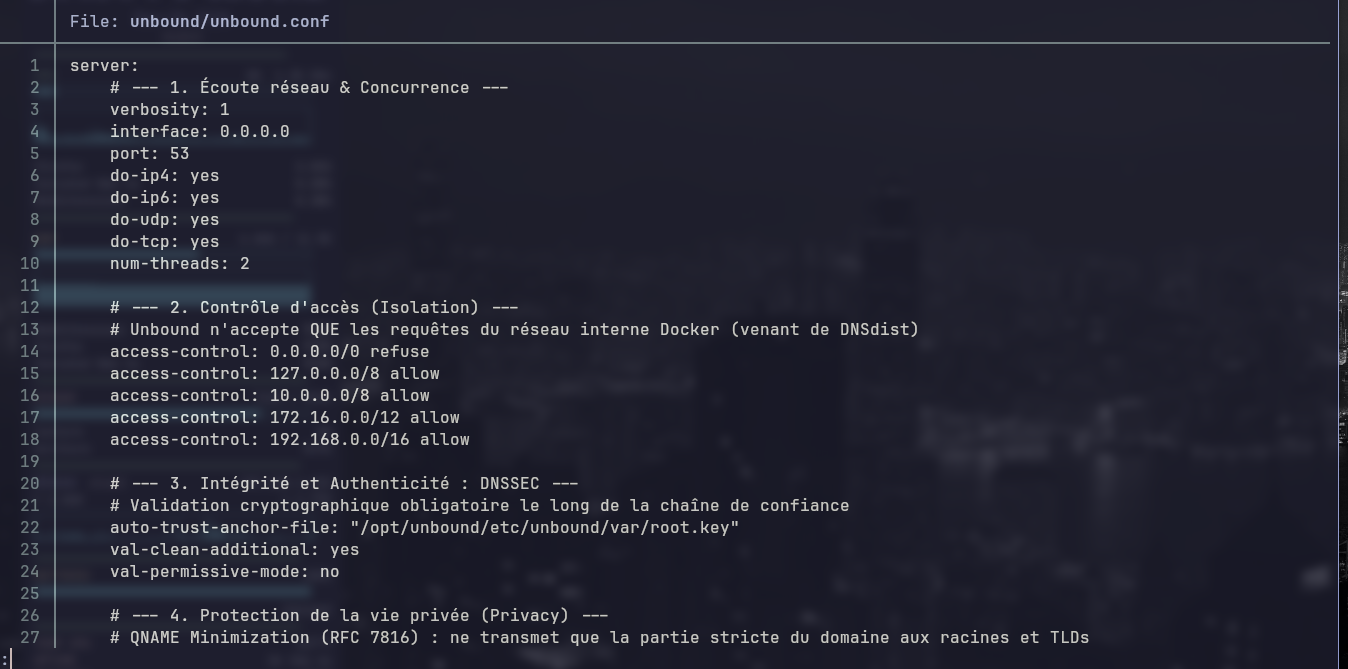 File: unbound/unbound.conf
1 server:
2 # --- 1. Écoute réseau & Concurrence ---
3 verbosity: 1
4 interface: 0.0.0.0
5 port: 53
6 do-ip4: yes
7 do-ip6: yes
8 do-udp: yes
9 do-tcp: yes
10 num-threads: 2
11
12 # --- 2. Contrôle d'accès (Isolation) ---
13 # Unbound n'accepte QUE les requêtes du réseau interne Docker (venant de DNSdist)
14 access-control: 0.0.0.0/0 refuse
15 access-control: 127.0.0.0/8 allow
16 access-control: 10.0.0.0/8 allow
17 access-control: 172.16.0.0/12 allow
18 access-control: 192.168.0.0/16 allow
19
20 # --- 3. Intégrité et Authenticité : DNSSEC ---
21 # Validation cryptographique obligatoire le long de la chaîne de confiance
22 auto-trust-anchor-file: "/opt/unbound/etc/unbound/var/root.key"
23 val-clean-additional: yes
24 val-permissive-mode: no
25
26 # --- 4. Protection de la vie privée (Privacy) ---
27 # QNAME Minimization (RFC 7816) : ne transmet que la partie stricte du domaine aux racines et TLDs
: